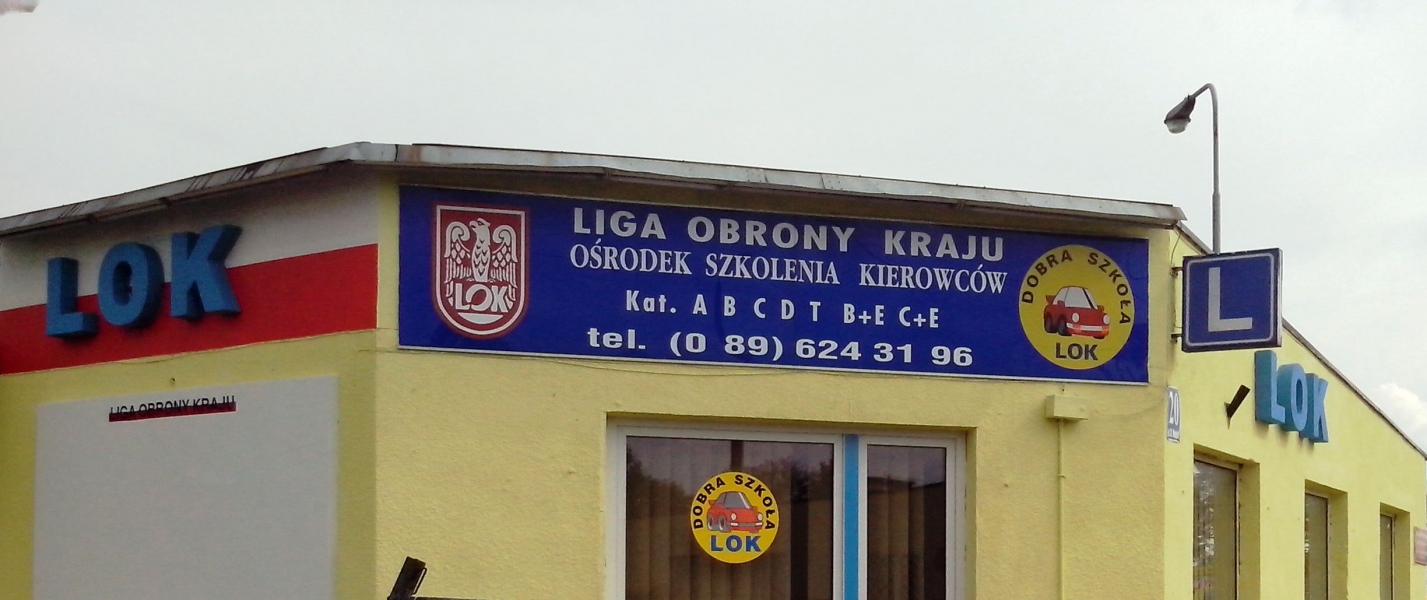 LOK
LIGA OBRONY KRAJU
LOK
LIGA OBRONY KRAJU
OŚRODEK SZKOLENIA KIEROWCÓW
Kat. A B C D T B+E C+E
tel. (0 89) 624 31 96
DOBRA SZKOŁA
LOK
DOBRA SZKOŁA
LOK
L
20
LOK